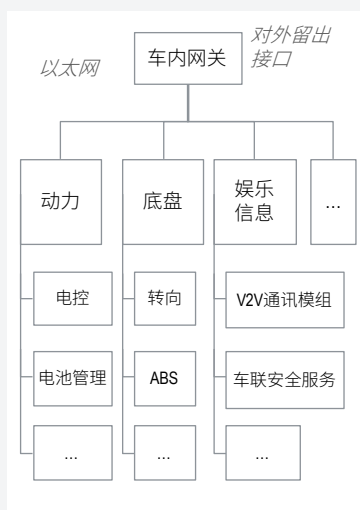 以太网
车内网关
对外留出
接口
动力
底盘
娱乐
信息
...
电控
转向
V2V通讯模组
电池管理
ABS
车联安全服务
...
...
...